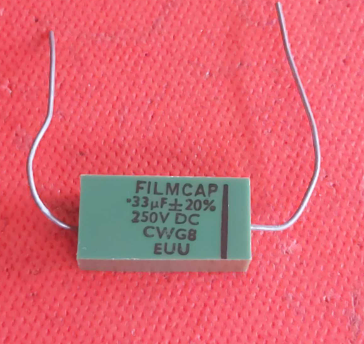 FILMCAP
·33µF±20%
250V DC
CWG8
EUU